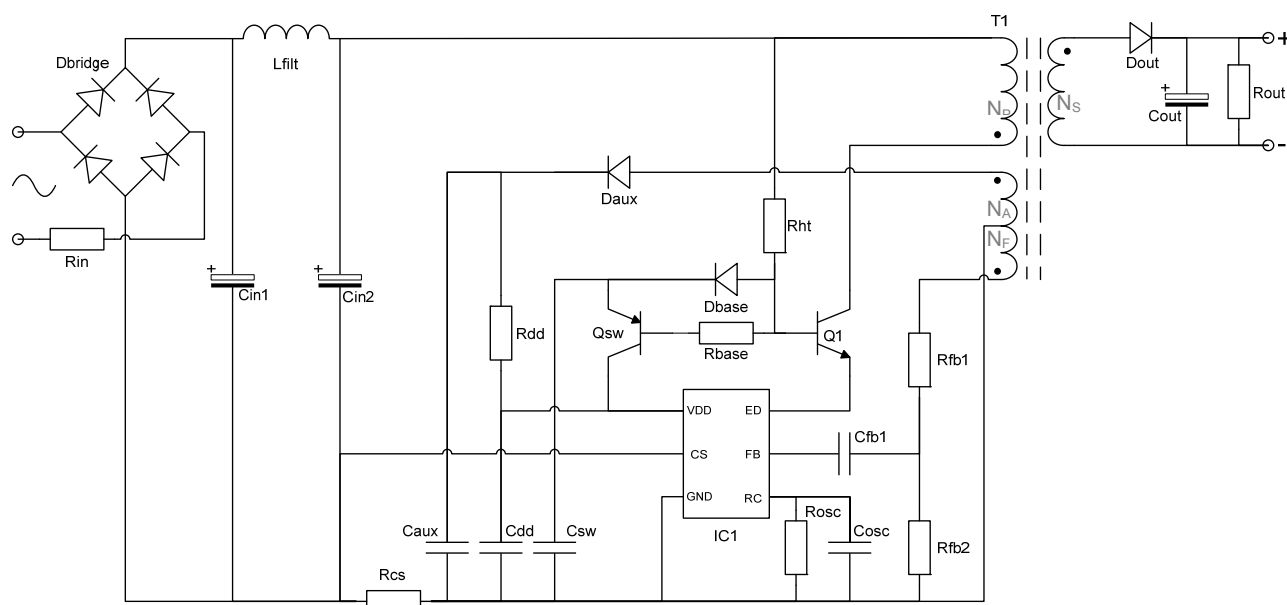 T1
Dbridge
Lfilt
Dout
Rout
+
Cout
-
NP
NS
Daux
NA
NF
Rht
Rin
Cin1
Cin2
Dbase
Rdd
Qsw
Rbase
Q1
Rfb1
VDD
ED
CS
FB
Cfb1
GND
RC
Rosc
Cosc
Rfb2
Caux
Cdd
Csw
IC1
Rcs